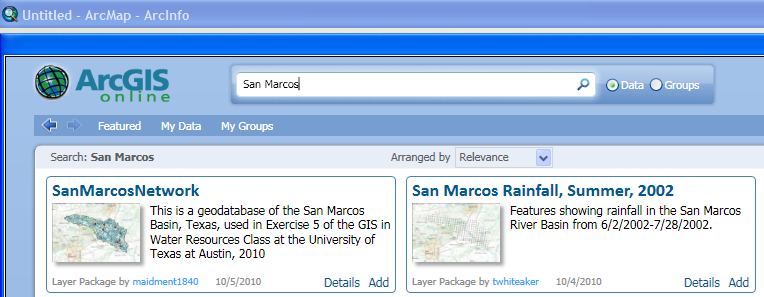 Untitled - ArcMap - ArcInfo
ArcGIS online
San Marcos
Data Groups
Featured My Data My Groups
Search: San Marcos Arranged by Relevance
SanMarcosNetwork
This is a geodatabase of the San Marcos
Basin, Texas, used in Exercise 5 of the GIS in
Water Resources Class at the University of
Texas at Austin, 2010
Layer Package by maidment1840 10/5/2010 Details Add
San Marcos Rainfall, Summer, 2002
Features showing rainfall in the San Marcos
River Basin from 6/2/2002-7/28/2002.
Layer Package by twhiteaker 10/4/2010 Details Add